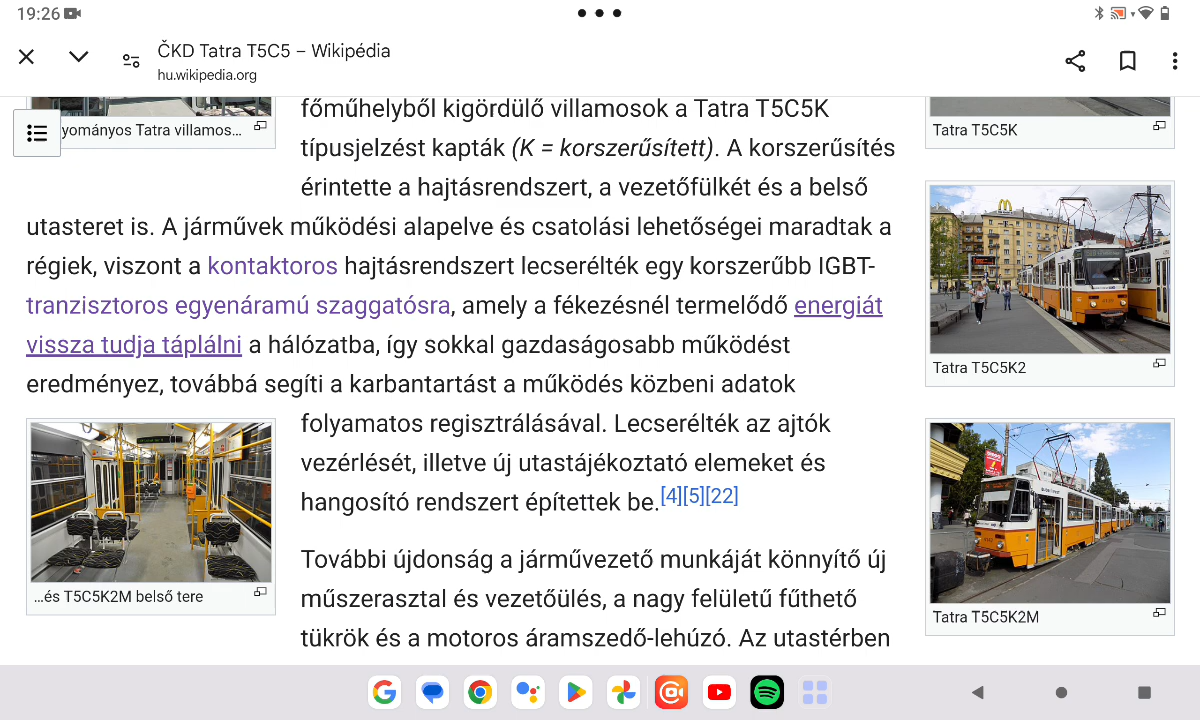 19:26
ČKD Tatra T5C5 – Wikipédia
hu.wikipedia.org
yományos Tatra villamos…
főműhelyből kigördülő villamosok a Tatra T5C5K
típusjelzést kapták (K = korszerűsített). A korszerűsítés
érintette a hajtásrendszert, a vezetőfülkét és a belső
utasteret is. A járművek működési alapelve és csatolási lehetőségei maradtak a
régiek, viszont a kontaktoros hajtásrendszert lecserélték egy korszerűbb IGBT-
tranzisztoros egyenáramú szaggatósra, amely a fékezésnél termelődő energiát
vissza tudja táplálni a hálózatba, így sokkal gazdaságosabb működést
eredményez, továbbá segíti a karbantartást a működés közbeni adatok
folyamatos regisztrálásával. Lecserélték az ajtók
vezérlését, illetve új utastájékoztató elemeket és
hangosító rendszert építettek be.[4][5][22]
…és T5C5K2M belső tere
További újdonság a járművezető munkáját könnyítő új
műszerasztal és vezetőülés, a nagy felületű fűthető
tükrök és a motoros áramszedő-lehúzó. Az utastérben
Tatra T5C5K
Tatra T5C5K2
Tatra T5C5K2M